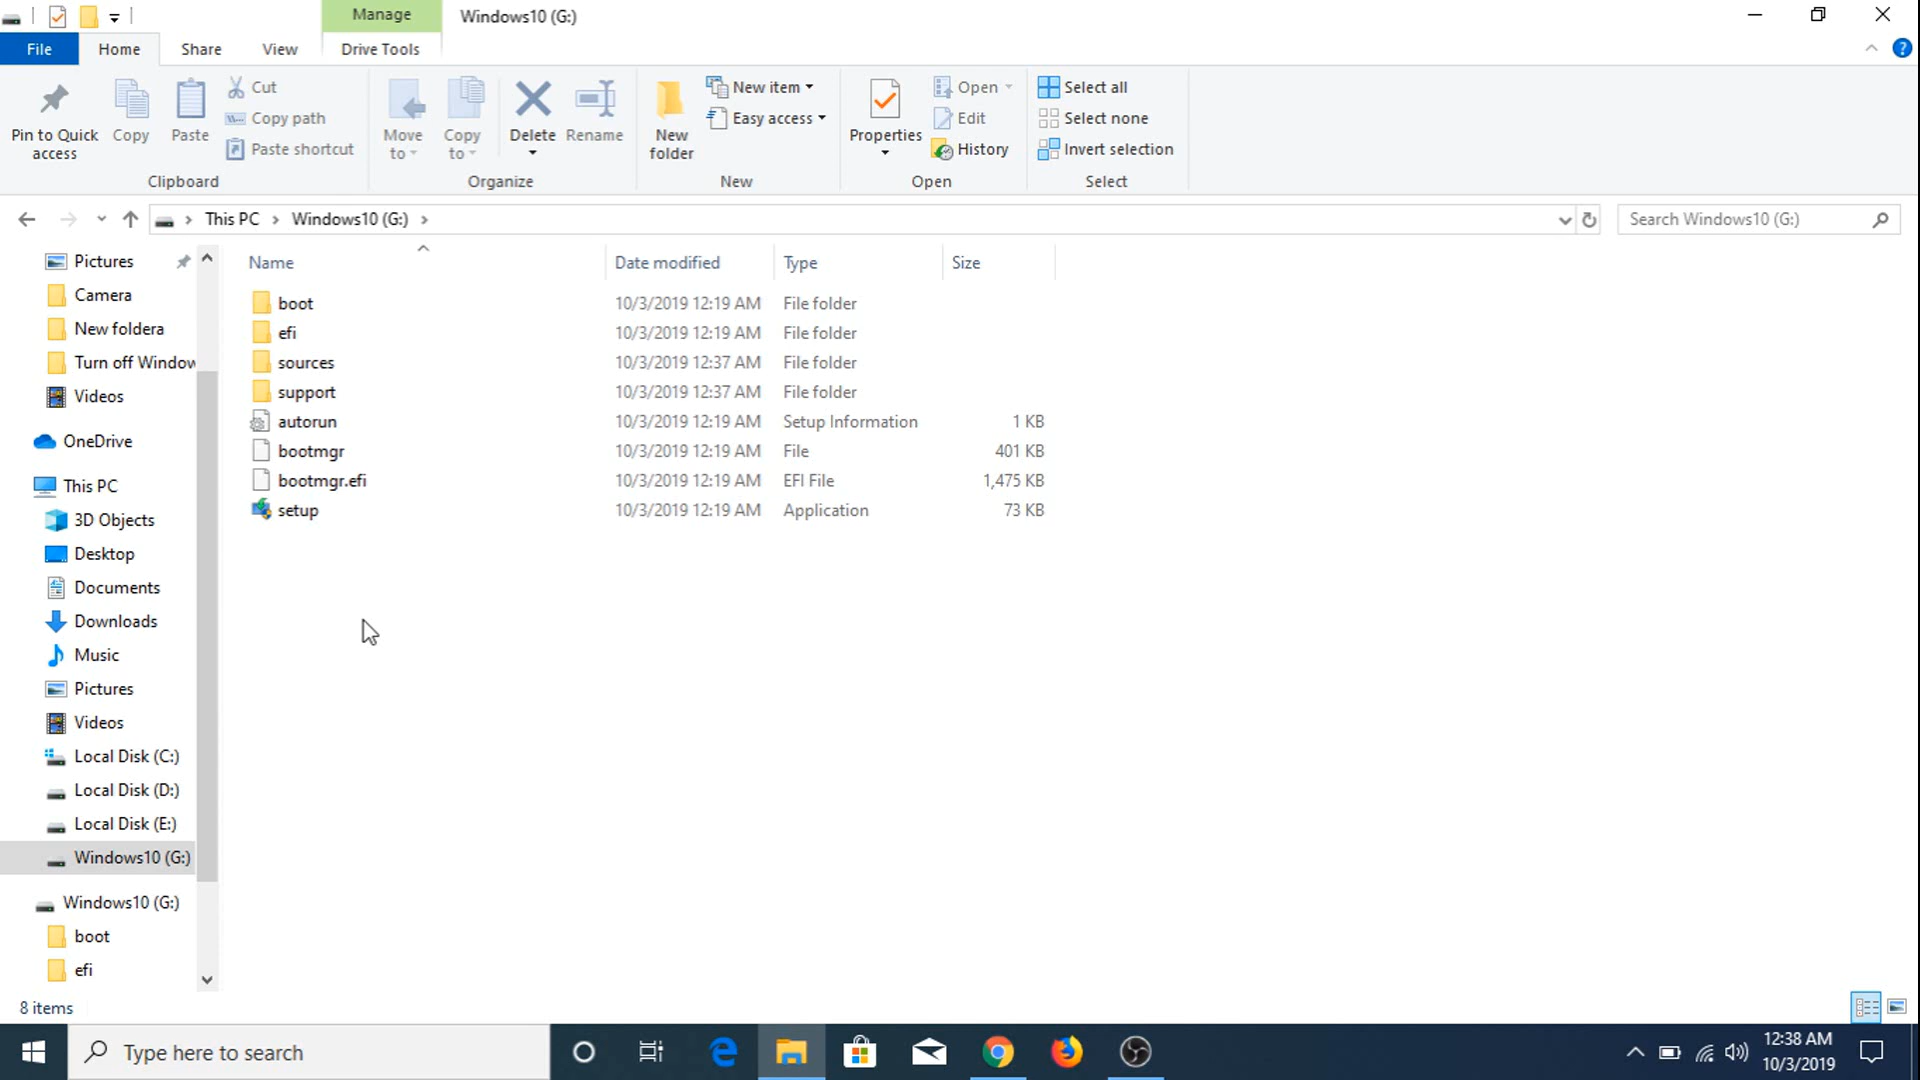 Manage
Windows10 (G:)
File
Home
Share
View
Drive Tools
Pin to Quick
access
Copy
Paste
Cut
Copy path
Paste shortcut
Clipboard
Move
to
Copy
to
Delete
Rename
Organize
New
folder
New item
Easy access
New
Properties
Open
Edit
History
Open
Select all
Select none
Invert selection
Select
This PC
Windows10 (G:)
Search Windows10 (G:)
Pictures
Camera
New foldera
Turn off Window
Videos
OneDrive
This PC
3D Objects
Desktop
Documents
Downloads
Music
Pictures
Videos
Local Disk (C:)
Local Disk (D:)
Local Disk (E:)
Windows10 (G:)
Windows10 (G:)
boot
efi
Name Date modified Type Size
boot 10/3/2019 12:19 AM File folder
efi 10/3/2019 12:19 AM File folder
sources 10/3/2019 12:37 AM File folder
support 10/3/2019 12:37 AM File folder
autorun 10/3/2019 12:19 AM Setup Information 1 KB
bootmgr 10/3/2019 12:19 AM File 401 KB
bootmgr.efi 10/3/2019 12:19 AM EFI File 1,475 KB
setup 10/3/2019 12:19 AM Application 73 KB
8 items
Type here to search
12:38 AM
10/3/2019